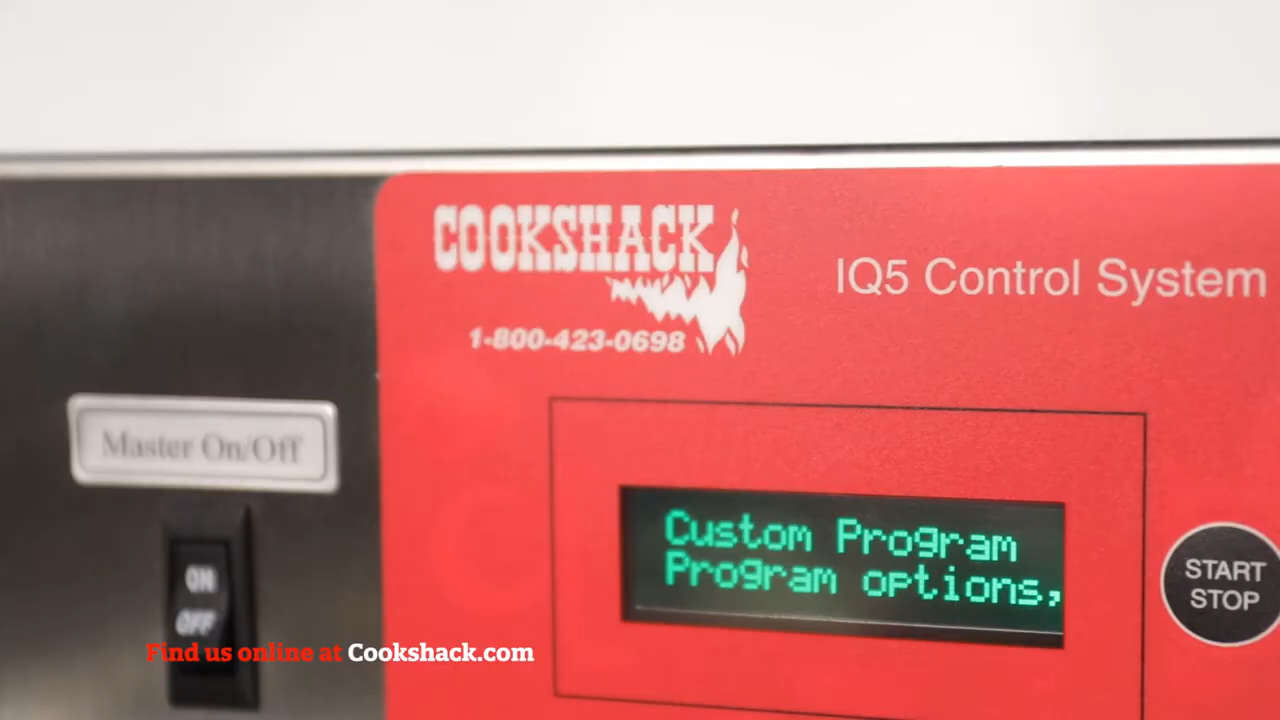 COOKSHACK
IQ5 Control System
1-800-423-0698
Master On/Off
Custom Program
Program options,
START
STOP
ON
OFF
Find us online at Cookshack.com